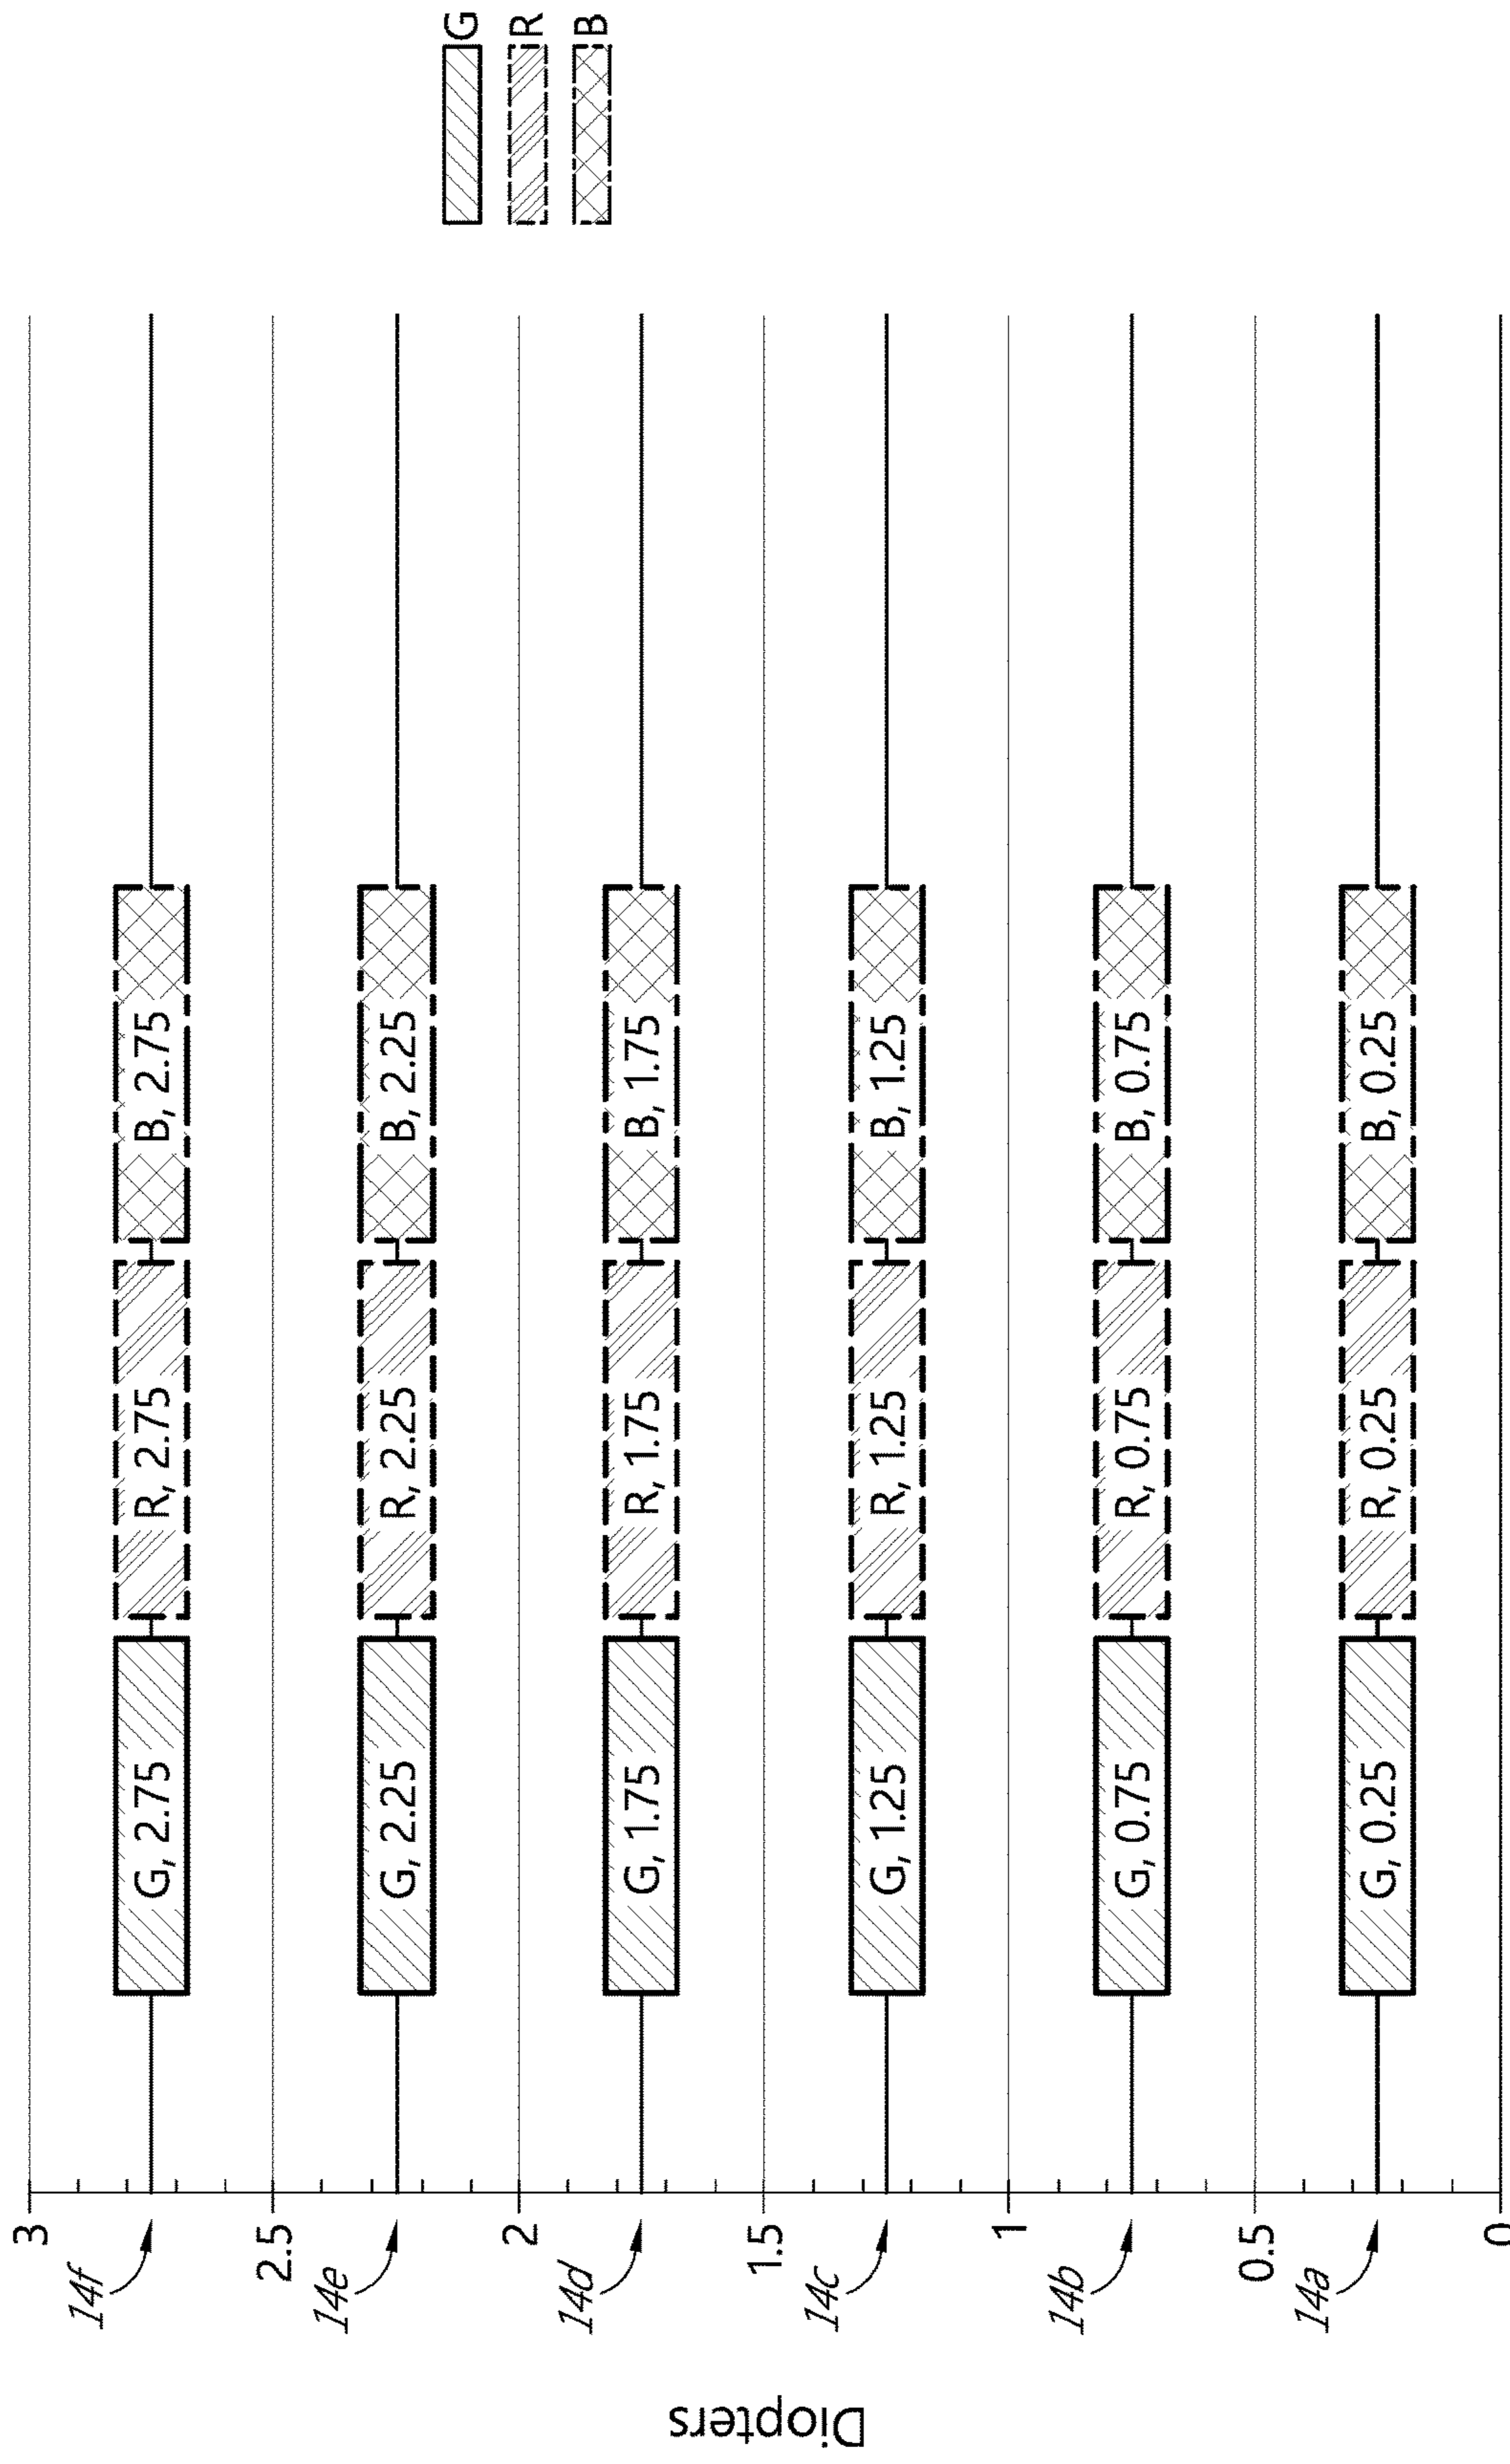 Diopters
3
14f
G, 2.75
R, 2.75
B, 2.75
2.5
14e
G, 2.25
R, 2.25
B, 2.25
2
14d
G, 1.75
R, 1.75
B, 1.75
1.5
14c
G, 1.25
R, 1.25
B, 1.25
1
14b
G, 0.75
R, 0.75
B, 0.75
0.5
14a
G, 0.25
R, 0.25
B, 0.25
0
G
R
B